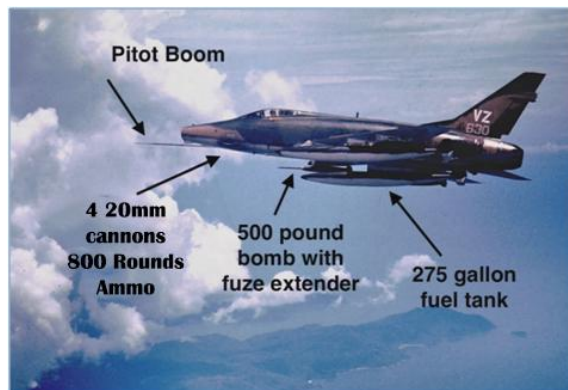 Pitot Boom
VZ
630
4 20mm
cannons
800 Rounds
Ammo
500 pound
bomb with
fuze extender
275 gallon
fuel tank